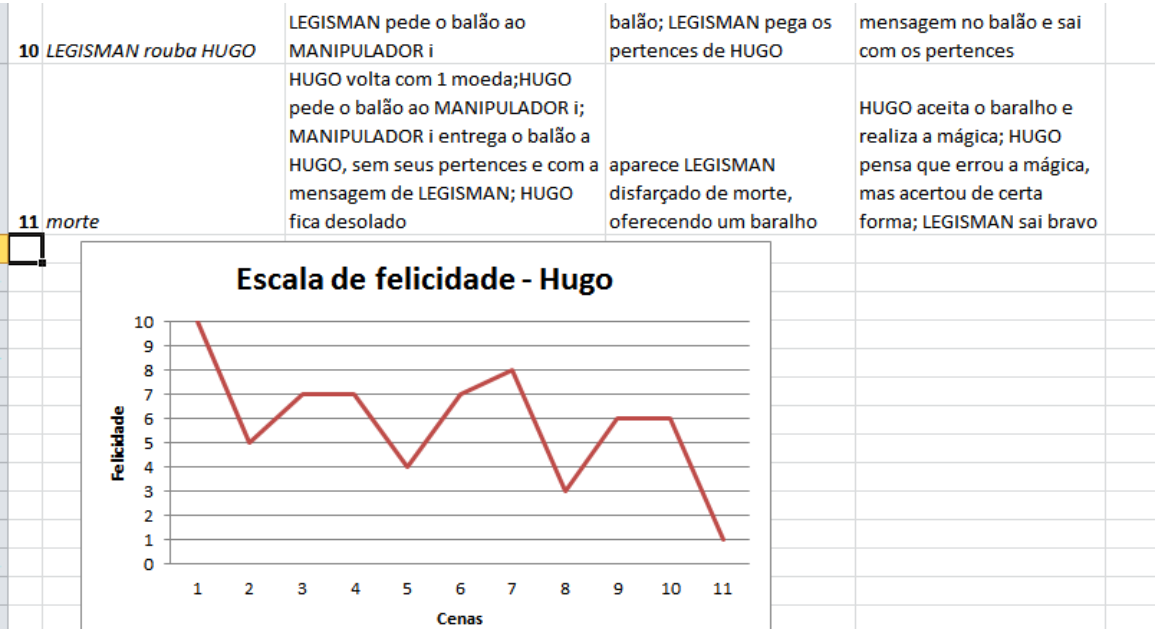 10 LEGISMAN rouba HUGO
LEGISMAN pede o balão ao
MANIPULADOR i
balão; LEGISMAN pega os
pertences de HUGO
mensagem no balão e sai
com os pertences
11 morte
HUGO volta com 1 moeda;HUGO
pede o balão ao MANIPULADOR i;
MANIPULADOR i entrega o balão a
HUGO, sem seus pertences e com a
mensagem de LEGISMAN; HUGO
fica desolado
aparece LEGISMAN
disfarçado de morte,
oferecendo um baralho
HUGO aceita o baralho e
realiza a mágica; HUGO
pensa que errou a mágica,
mas acertou de certa
forma; LEGISMAN sai bravo
Escala de felicidade - Hugo
Felicidade
10
9
8
7
6
5
4
3
2
1
0
1 2 3 4 5 6 7 8 9 10 11
Cenas